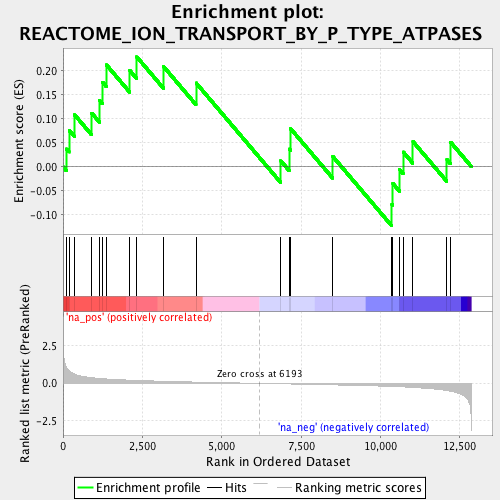 Enrichment plot:
REACTOME_ION_TRANSPORT_BY_P_TYPE_ATPASES
Enrichment score (ES)
0.20
0.15
0.10
0.05
0.00
-0.05
-0.10
'na_pos' (positively correlated)
Ranked list metric (PreRanked)
2.5
0.0
-2.5
Zero cross at 6193
'na_neg' (negatively correlated)
0
2,500
5,000
7,500
10,000
12,500
Rank in Ordered Dataset
Enrichment profile
Hits
Ranking metric scores